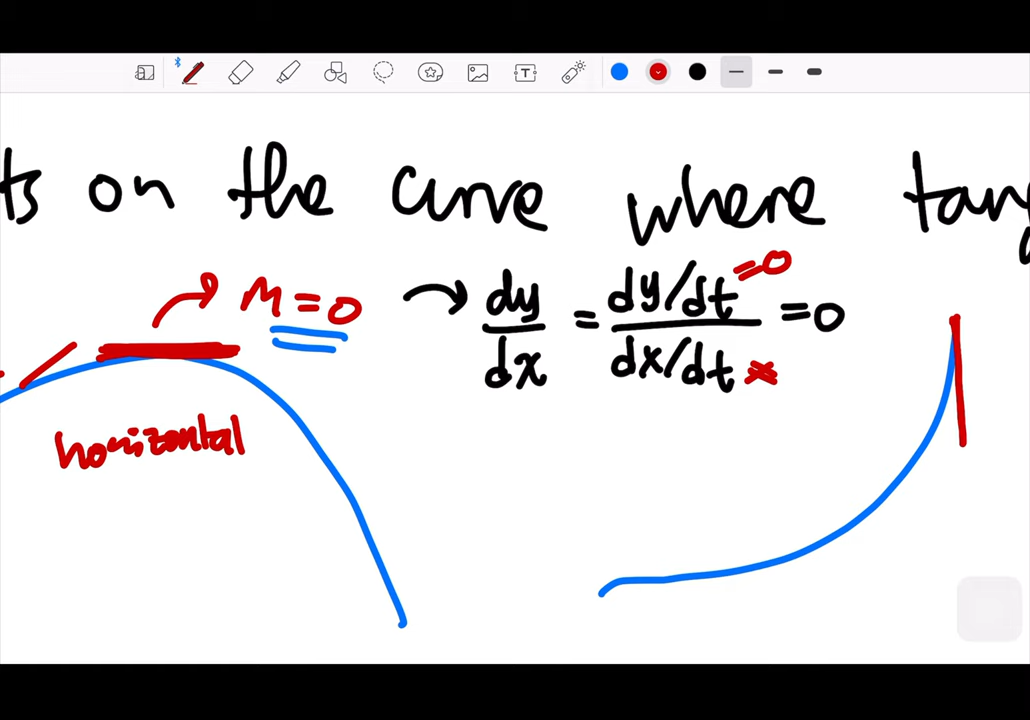 ts on the curve where tang
m = 0 → dy/dx = dy/dt = 0 / dx/dt = 0
horizontal